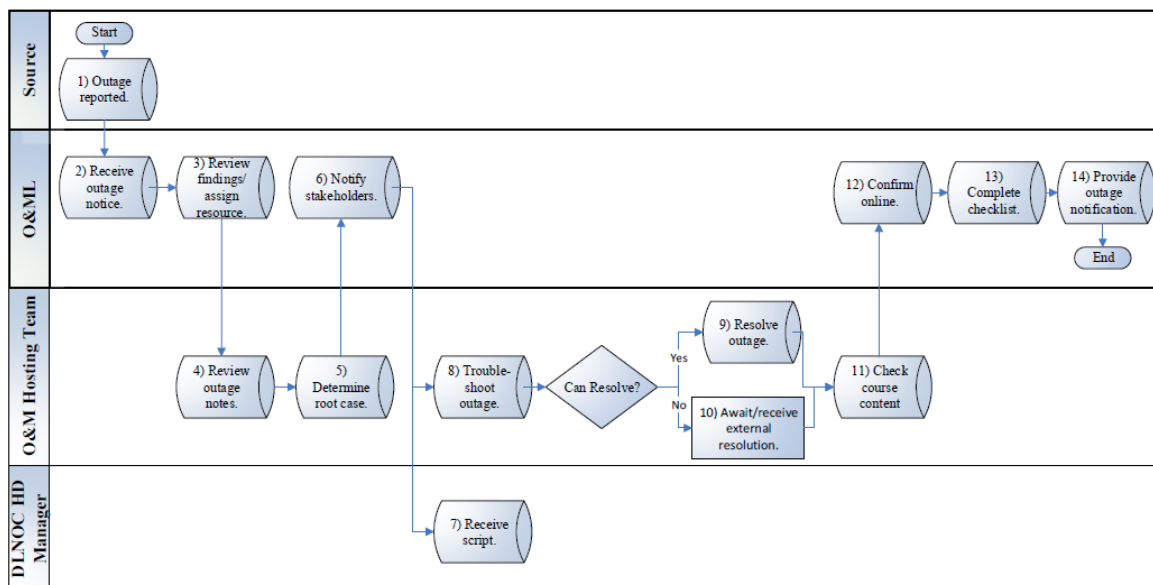 Source
Start
1) Outage
reported.
O&ML
2) Receive
outage
notice.
3) Review
findings/
assign
resource.
6) Notify
stakeholders.
12) Confirm
online.
13)
Complete
checklist.
14) Provide
outage
notification.
End
O&M Hosting Team
4) Review
outage
notes.
5)
Determine
root case.
8) Trouble-
shoot
outage.
Can Resolve?
Yes
No
9) Resolve
outage.
10) Await/receive
external
resolution.
11) Check
course
content
DLNOC HD
Manager
7) Receive
script.